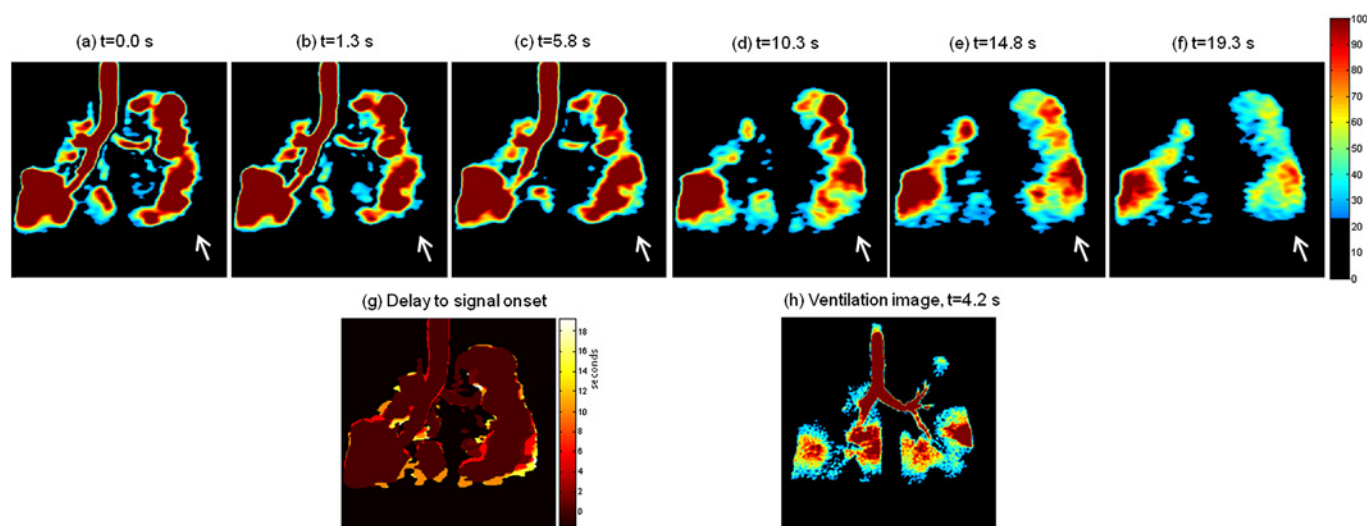 (a) t=0.0 s
(b) t=1.3 s
(c) t=5.8 s
(d) t=10.3 s
(e) t=14.8 s
(f) t=19.3 s
100
90
80
70
60
50
40
30
20
10
0
(g) Delay to signal onset
(h) Ventilation image, t=4.2 s
18
16
14
12
10
8
6
4
2
0
seconds